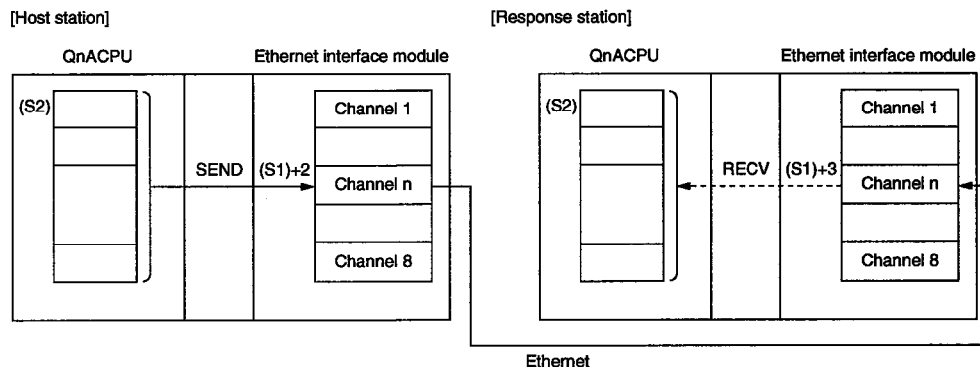 [Host station]
[Response station]
QnACPU
Ethernet interface module
QnACPU
Ethernet interface module
(S2)
Channel 1
SEND
(S1)+2
Channel n
Channel 8
(S2)
Channel 1
RECV
(S1)+3
Channel n
Channel 8
Ethernet